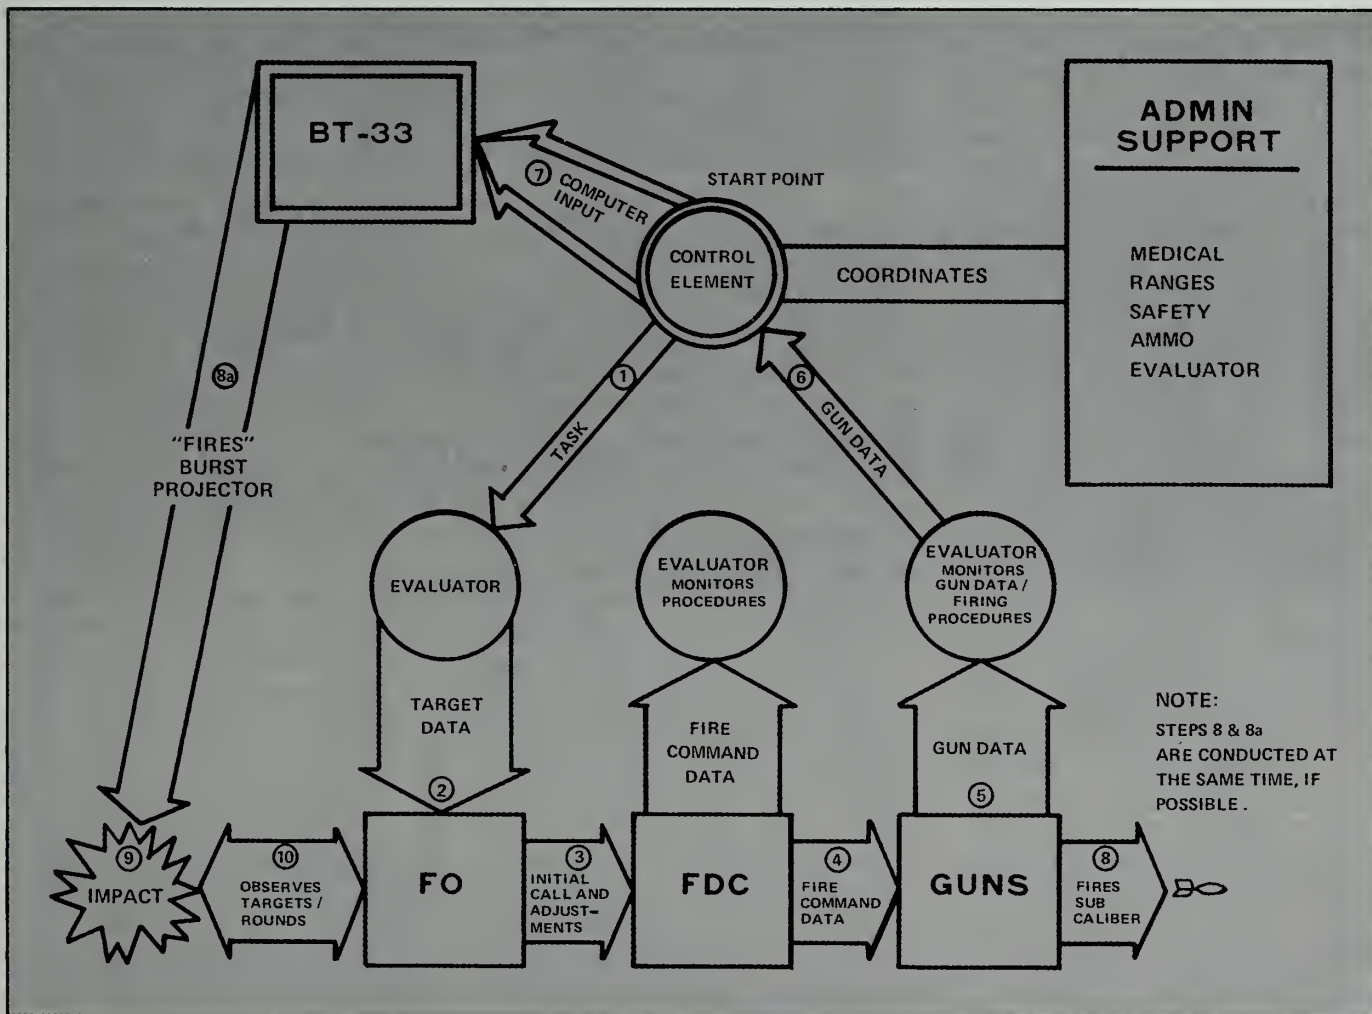 BT-33
ADMIN
SUPPORT
MEDICAL
RANGES
SAFETY
AMMO
EVALUATOR
START POINT
7 COMPUTER
INPUT
CONTROL
ELEMENT
COORDINATES
8a
"FIRES"
BURST
PROJECTOR
1
TASK
6
GUN DATA
EVALUATOR
EVALUATOR
MONITORS
PROCEDURES
EVALUATOR
MONITORS
GUN DATA /
FIRING
PROCEDURES
TARGET
DATA
2
FIRE
COMMAND
DATA
GUN DATA
5
NOTE:
STEPS 8 & 8a
ARE CONDUCTED AT
THE SAME TIME, IF
POSSIBLE .
9
IMPACT
10
OBSERVES
TARGETS /
ROUNDS
FO
3
INITIAL
CALL AND
ADJUST-
MENTS
FDC
4
FIRE
COMMAND
DATA
GUNS
8
FIRES
SUB
CALIBER